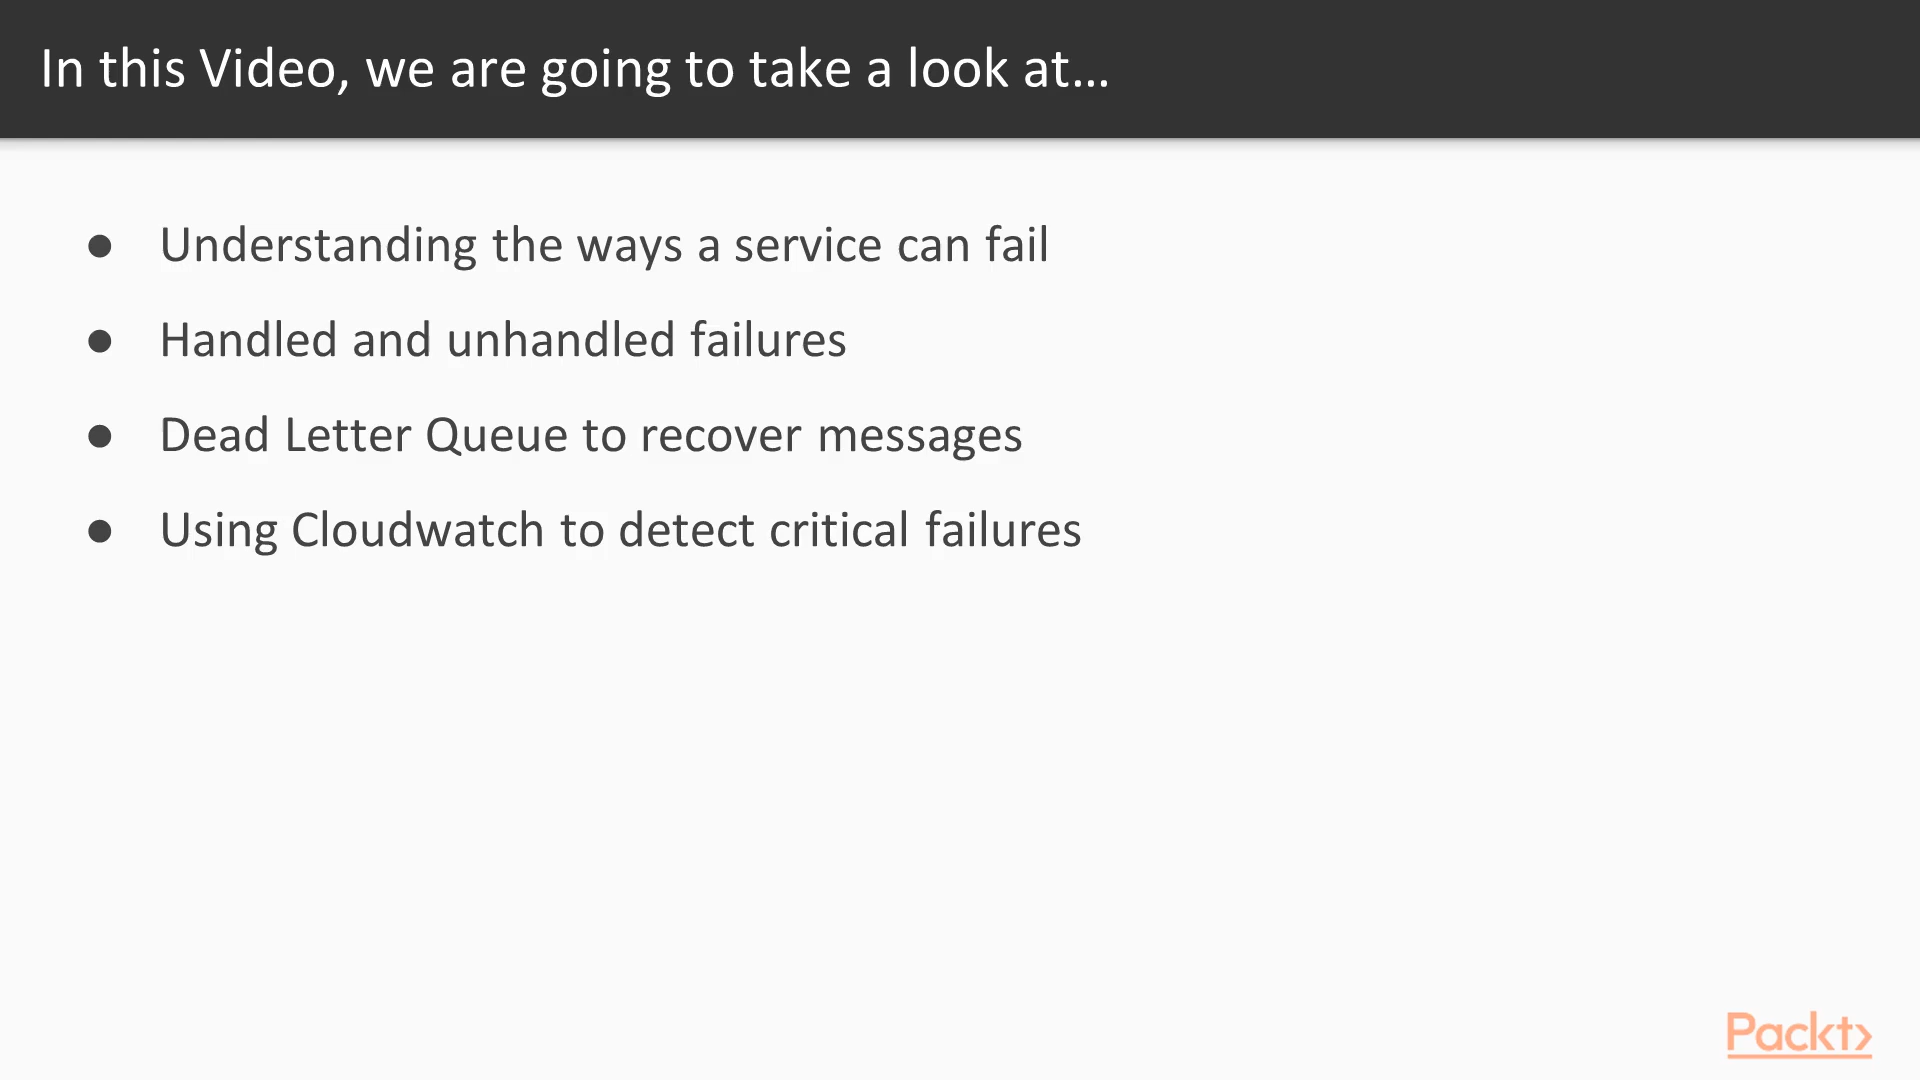 In this Video, we are going to take a look at...
● Understanding the ways a service can fail
● Handled and unhandled failures
● Dead Letter Queue to recover messages
● Using Cloudwatch to detect critical failures
Packt>